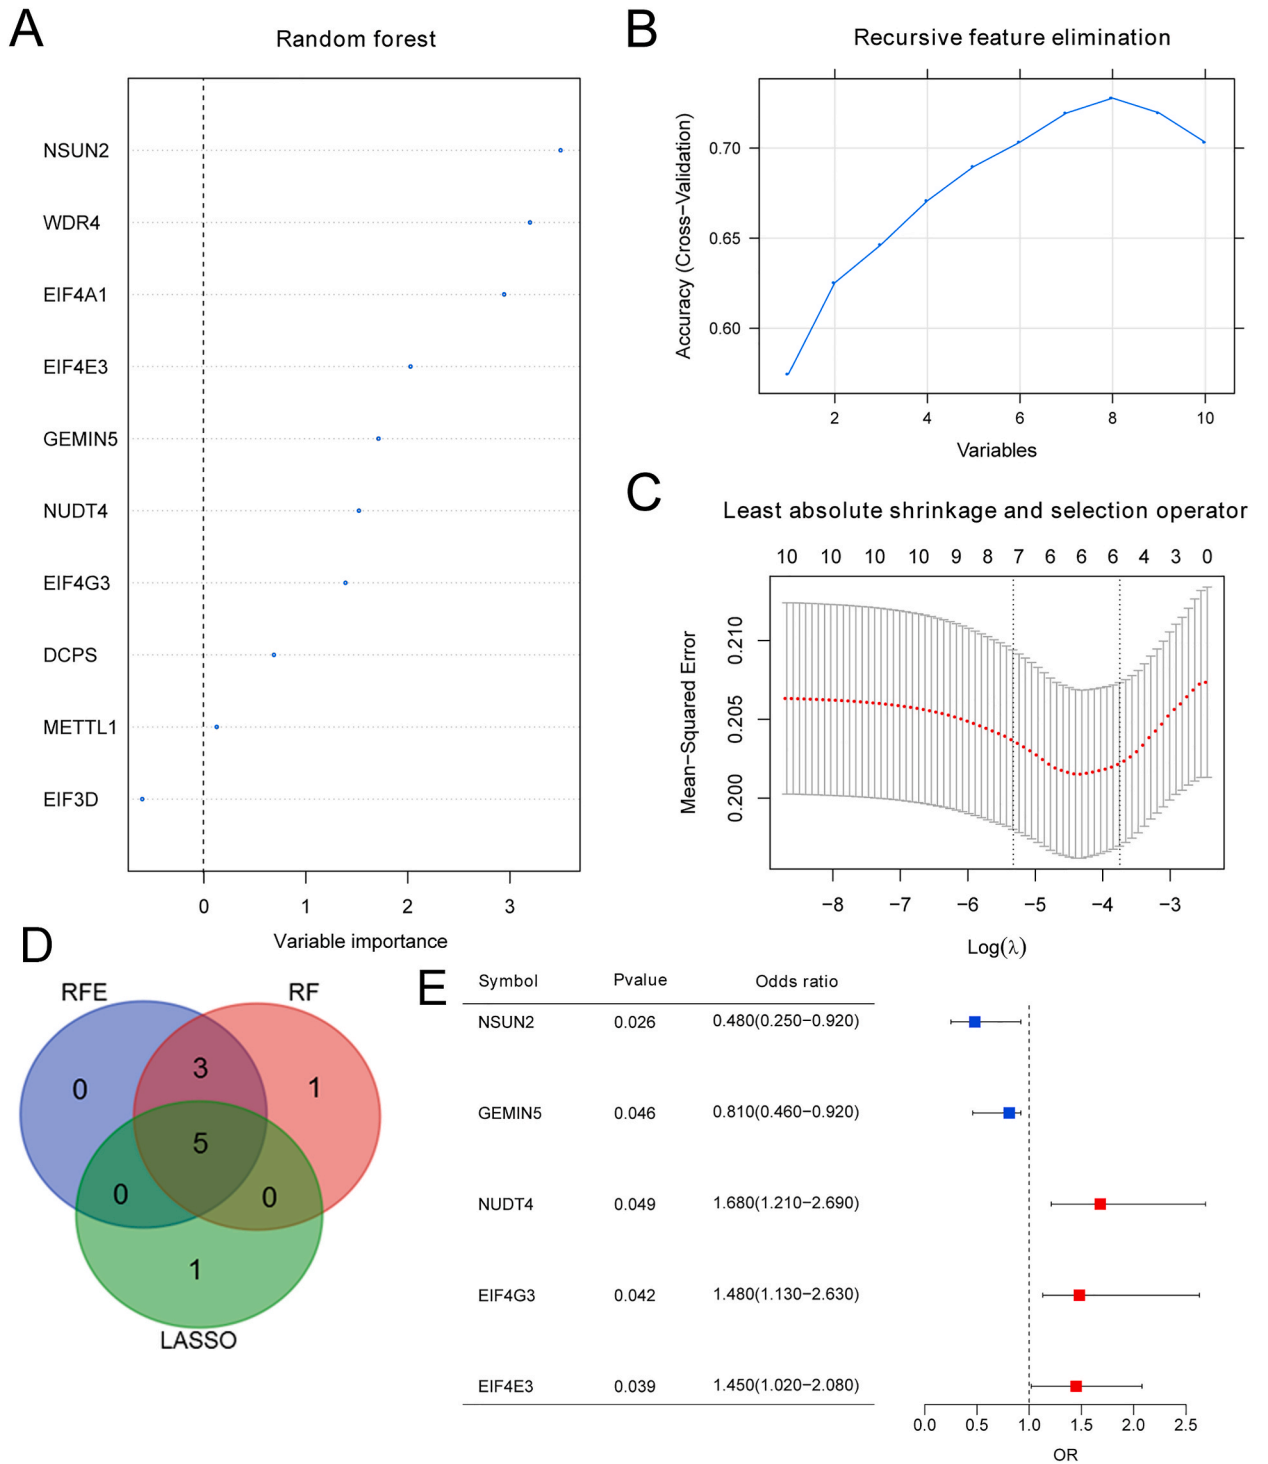 A
Random forest
NSUN2
WDR4
EIF4A1
EIF4E3
GEMIN5
NUDT4
EIF4G3
DCPS
METTL1
EIF3D
0 1 2 3
Variable importance
B
Recursive feature elimination
Accuracy (Cross−Validation)
0.70
0.65
0.60
2 4 6 8 10
Variables
C
Least absolute shrinkage and selection operator
10 10 10 10 9 8 7 6 6 6 4 3 0
Mean−Squared Error
0.210
0.205
0.200
−8 −7 −6 −5 −4 −3
Log(λ)
D
RFE RF
3
0 1
5
0 0
1
LASSO
E
Symbol Pvalue Odds ratio
NSUN2 0.026 0.480(0.250−0.920)
GEMIN5 0.046 0.810(0.460−0.920)
NUDT4 0.049 1.680(1.210−2.690)
EIF4G3 0.042 1.480(1.130−2.630)
EIF4E3 0.039 1.450(1.020−2.080)
0.0 0.5 1.0 1.5 2.0 2.5
OR